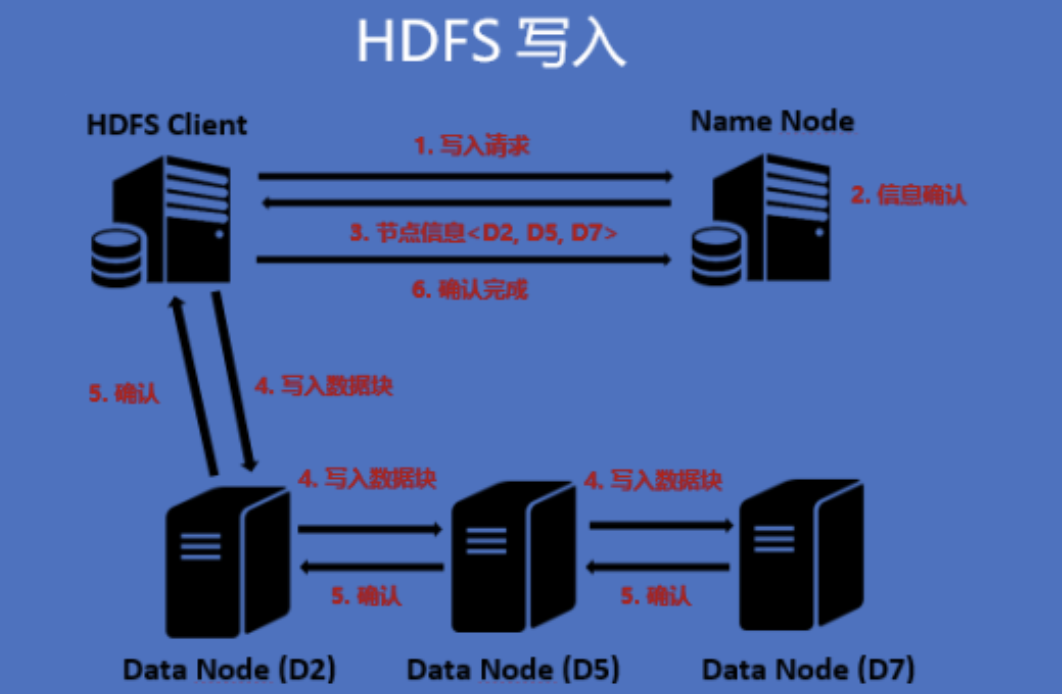 HDFS 写入
HDFS Client
Name Node
1. 写入请求
2. 信息确认
3. 节点信息<D2, D5, D7>
6. 确认完成
5. 确认
4. 写入数据块
4. 写入数据块
4. 写入数据块
5. 确认
5. 确认
Data Node (D2)
Data Node (D5)
Data Node (D7)